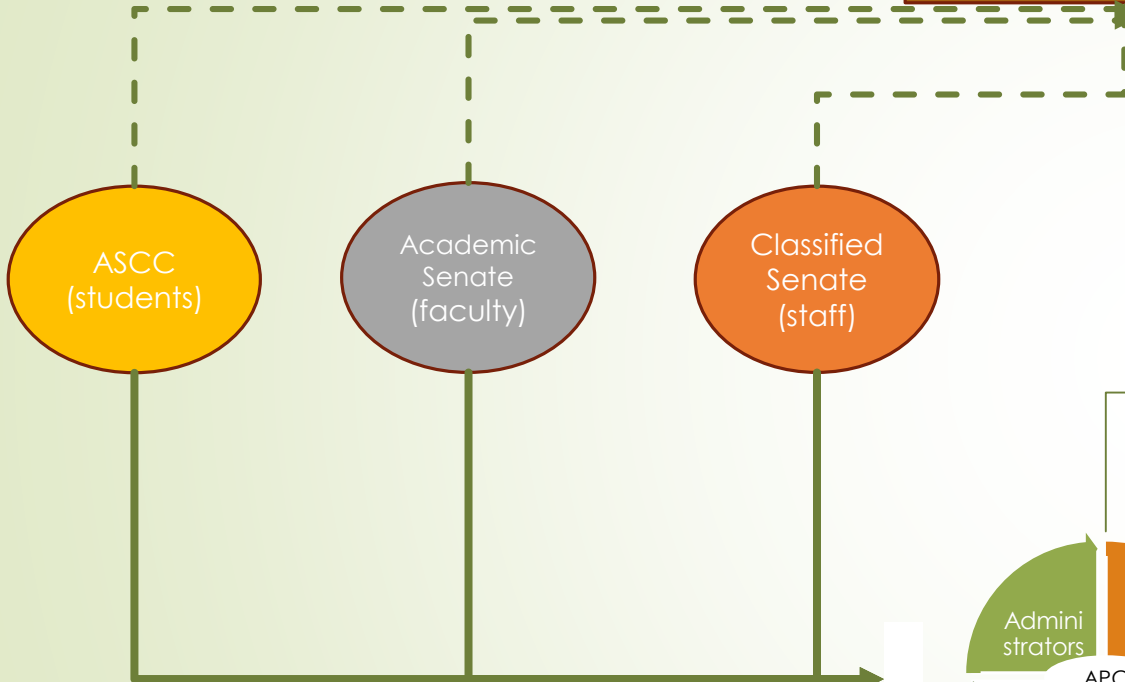 ASCC
(students)
Academic
Senate
(faculty)
Classified
Senate
(staff)
Admini
strators